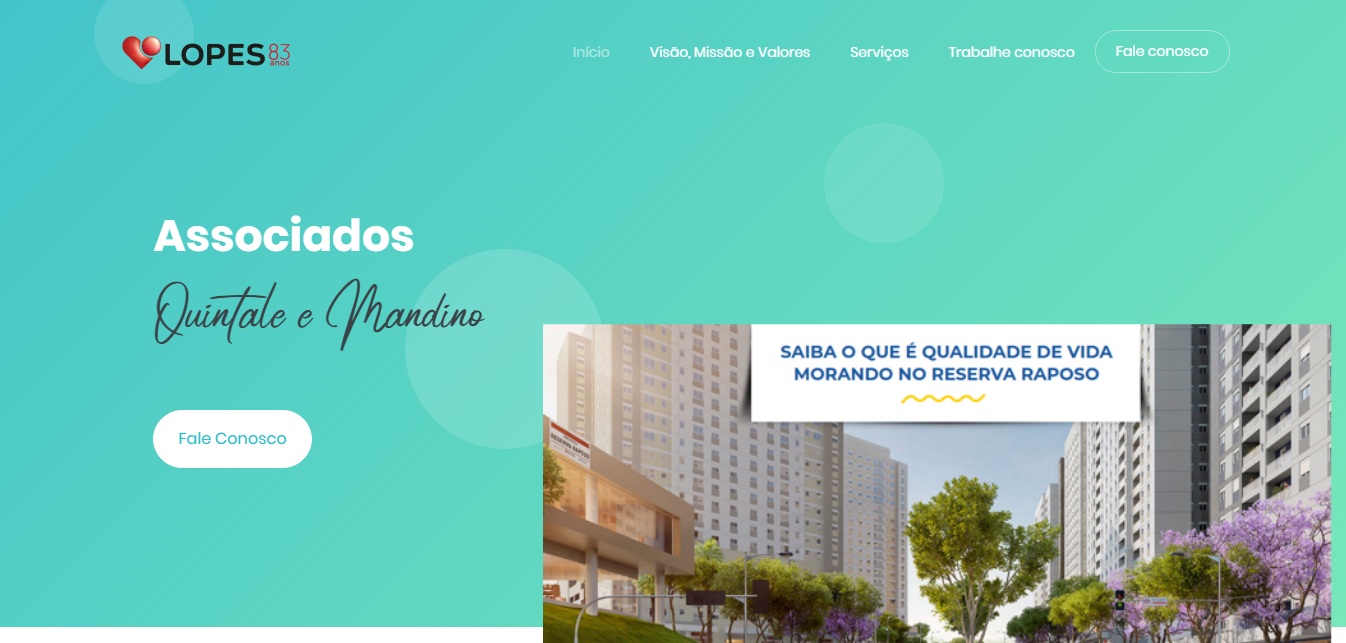 LOPES 83 anos
Início
Visão, Missão e Valores
Serviços
Trabalhe conosco
Fale conosco
Associados
Quintale e Mandino
Fale Conosco
SAIBA O QUE É QUALIDADE DE VIDA
MORANDO NO RESERVA RAPOSO
RESERVA RAPOSO